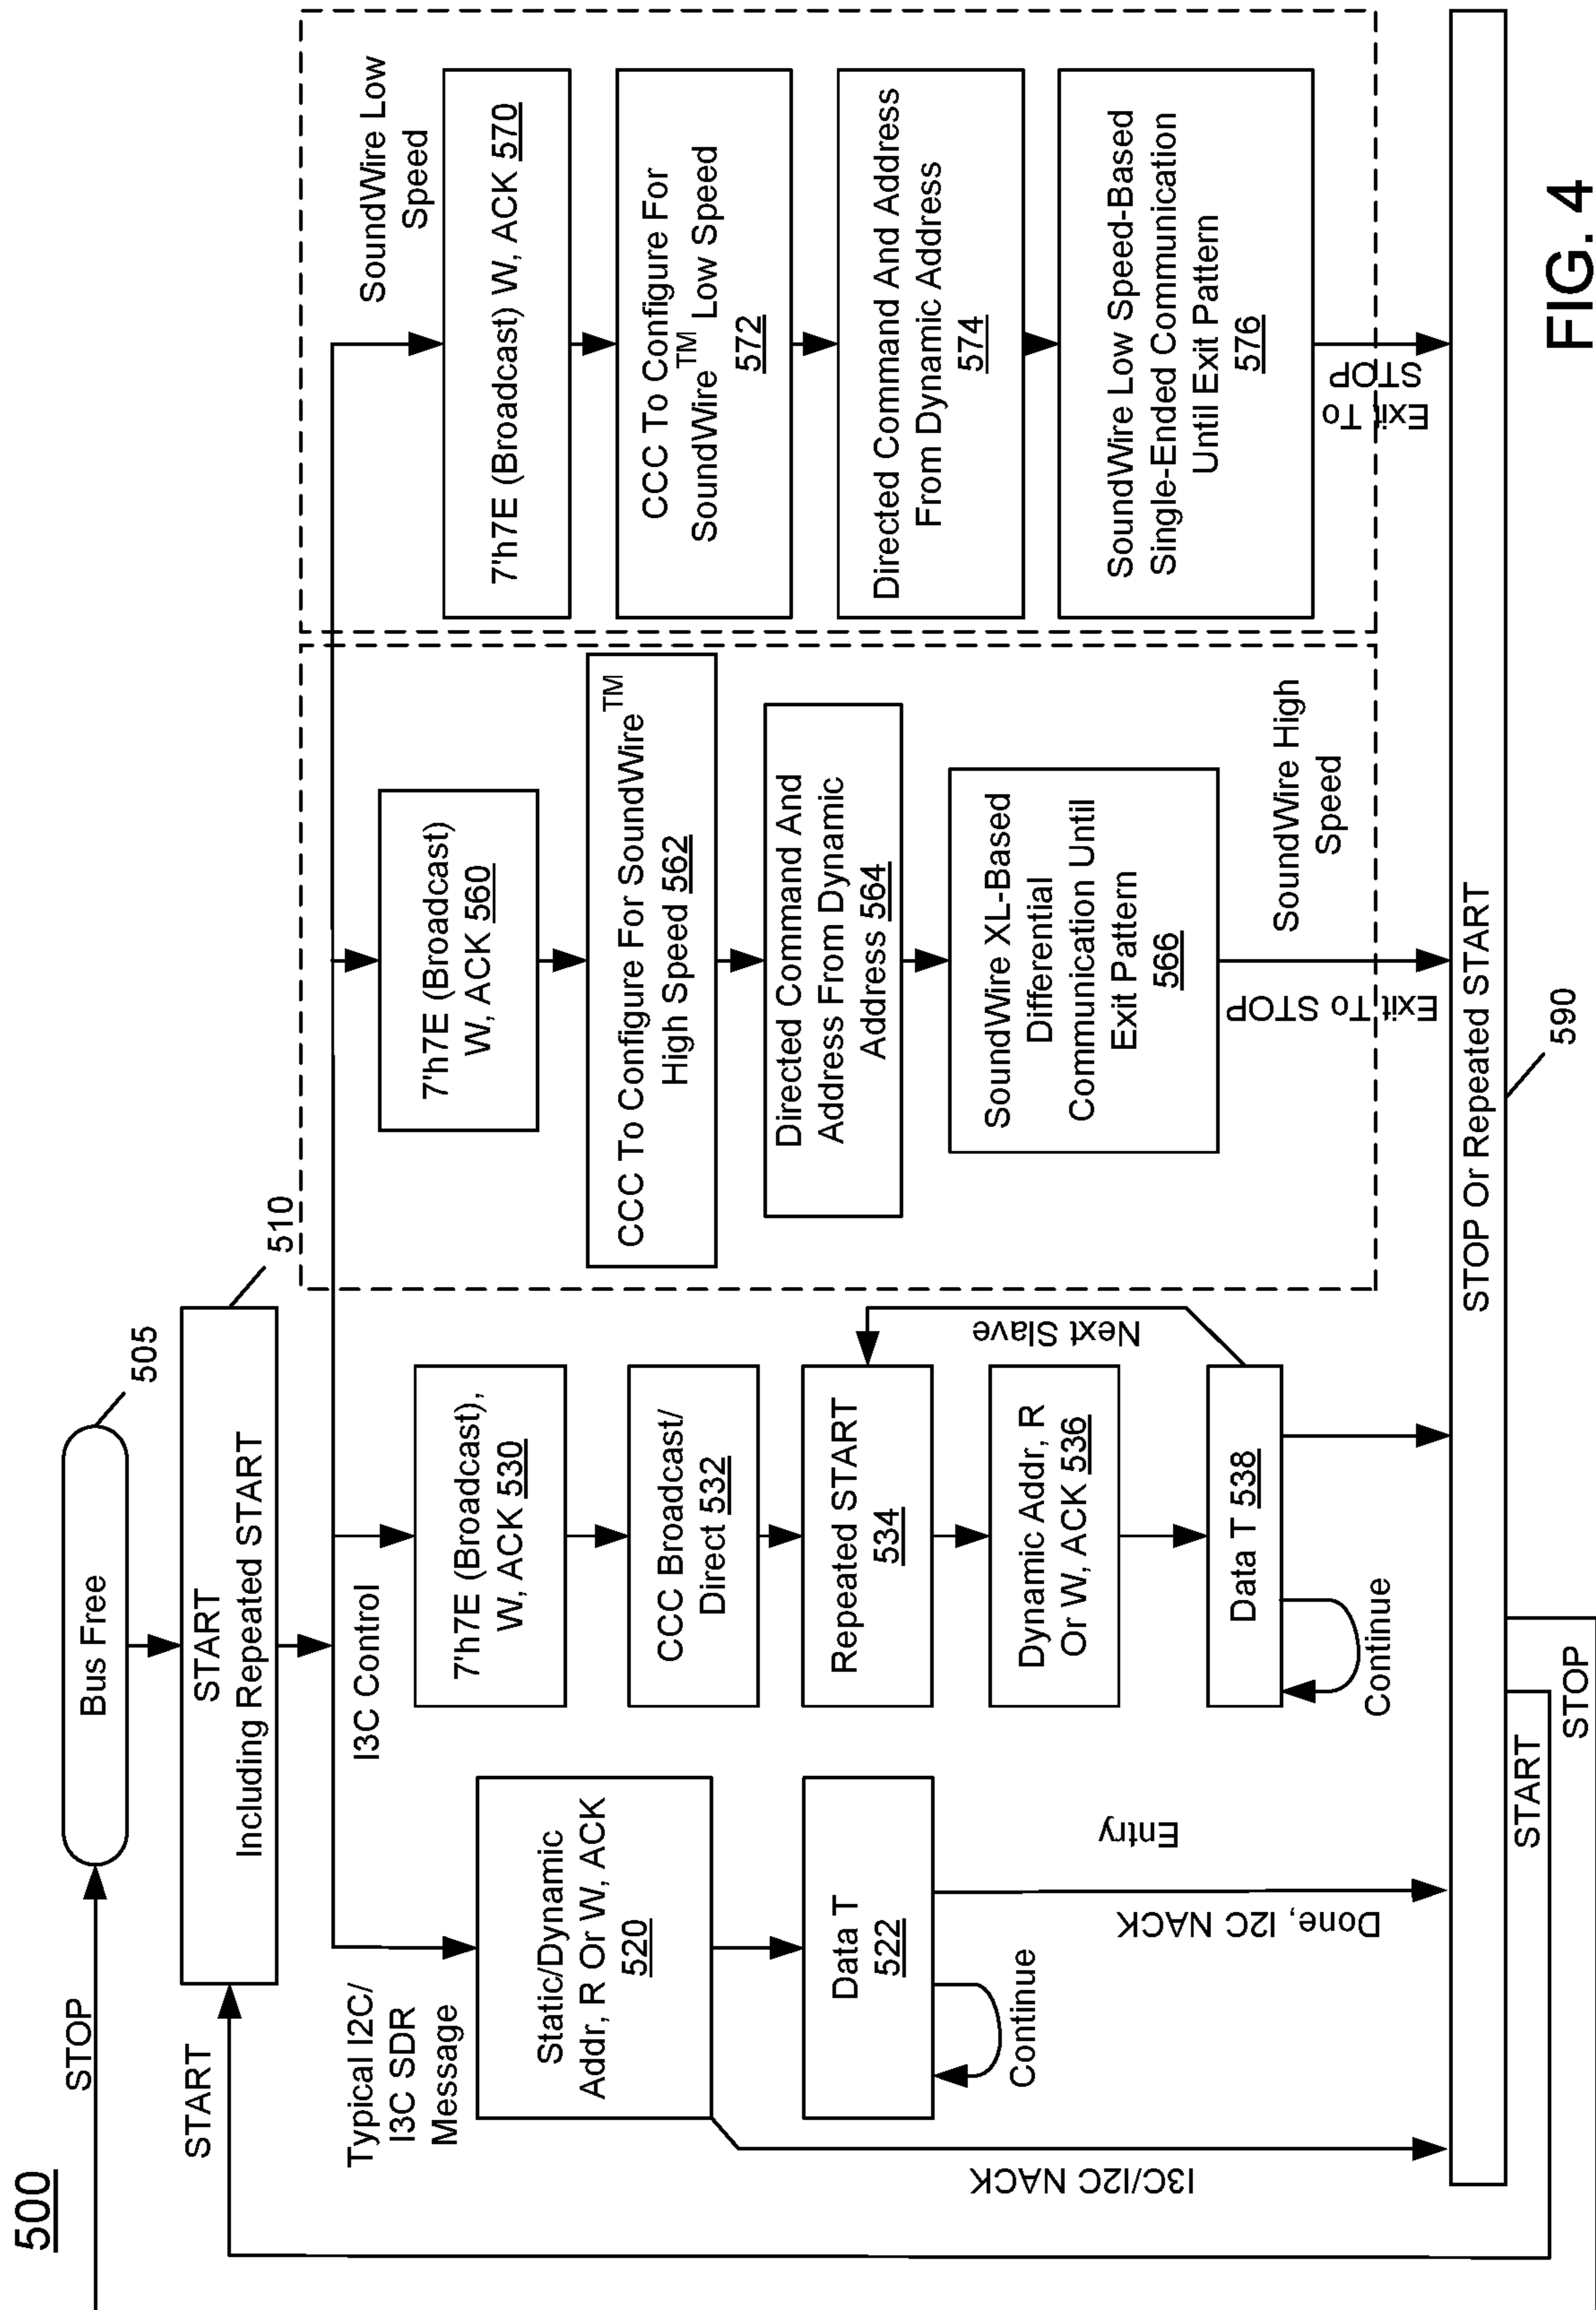 500
STOP
Bus Free
505
START
START
Including Repeated START
510
Typical I2C/
I3C SDR
Message
Static/Dynamic
Addr, R Or W, ACK
520
I3C/I2C NACK
Data T
522
Continue
Done, I2C NACK
Entry
I3C Control
7'h7E (Broadcast),
W, ACK 530
CCC Broadcast/
Direct 532
Repeated START
534
Dynamic Addr, R
Or W, ACK 536
Data T 538
Continue
Next Slave
7'h7E (Broadcast)
W, ACK 560
CCC To Configure For SoundWire™
High Speed 562
Directed Command And
Address From Dynamic
Address 564
SoundWire XL-Based
Differential
Communication Until
Exit Pattern
566
Exit To STOP
SoundWire High
Speed
SoundWire Low
Speed
7'h7E (Broadcast) W, ACK 570
CCC To Configure For
SoundWire™ Low Speed
572
Directed Command And Address
From Dynamic Address
574
SoundWire Low Speed-Based
Single-Ended Communication
Until Exit Pattern
576
Exit To
STOP
STOP Or Repeated START
590
START
STOP
FIG. 4